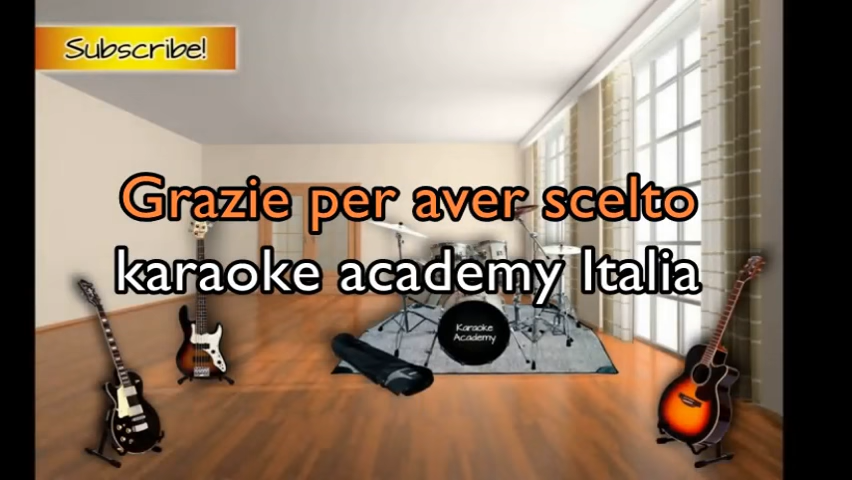 Subscribe!
Grazie per aver scelto
karaoke academy Italia
Karaoke
Academy